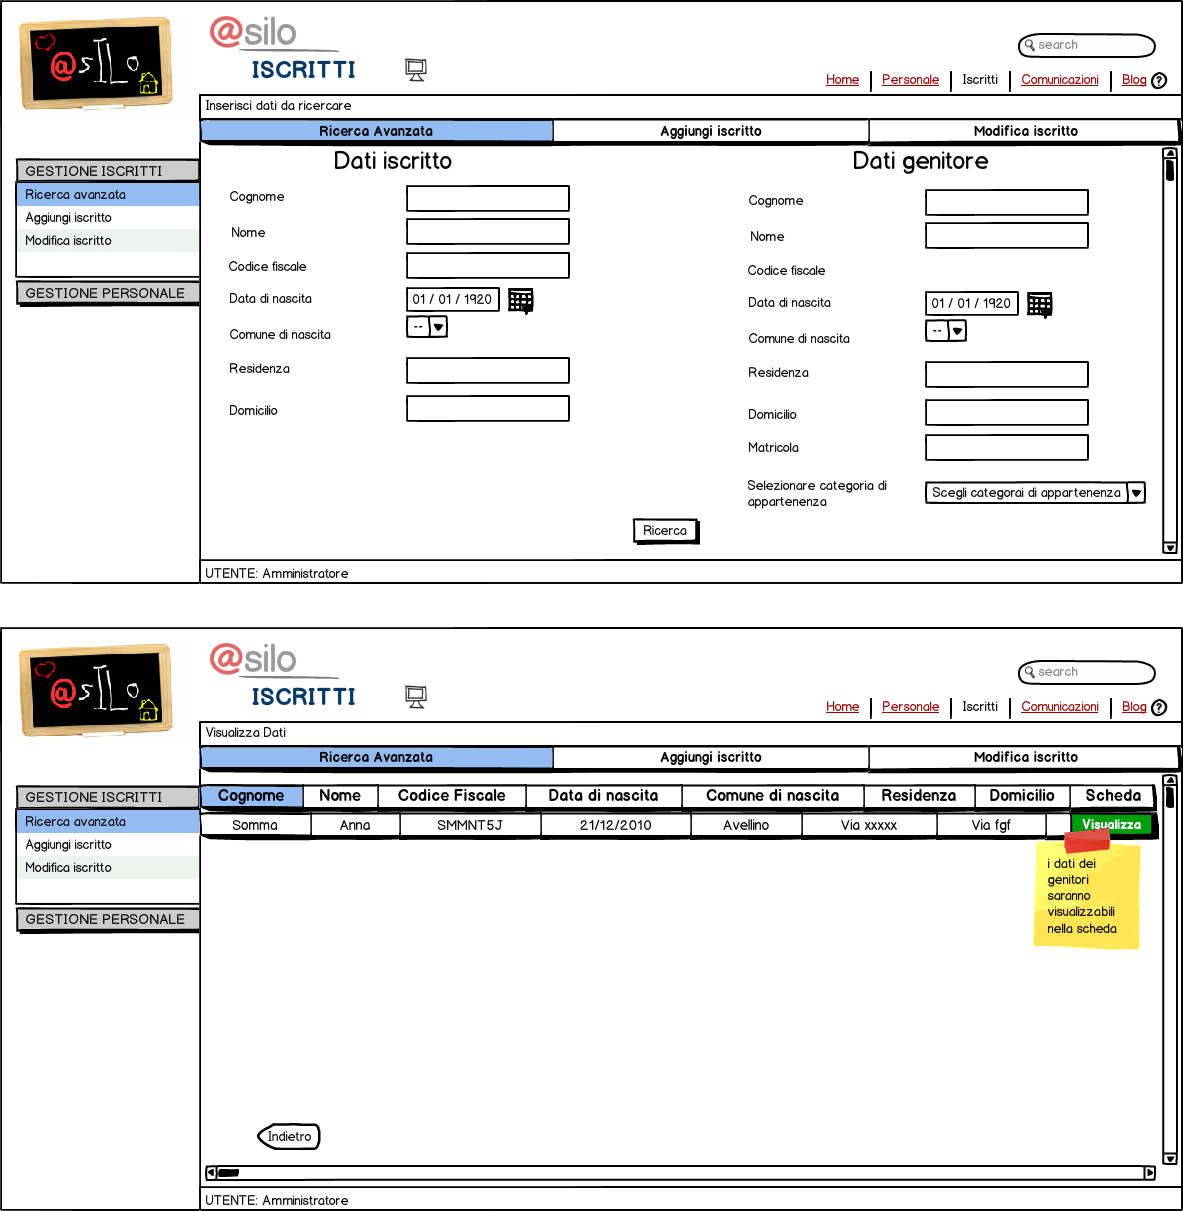 @sILo
@silo
ISCRITTI
search
Home Personale Iscritti Comunicazioni Blog ?
Inserisci dati da ricercare
Ricerca Avanzata Aggiungi iscritto Modifica iscritto
GESTIONE ISCRITTI
Ricerca avanzata
Aggiungi iscritto
Modifica iscritto
GESTIONE PERSONALE
Dati iscritto
Cognome
Nome
Codice fiscale
Data di nascita 01 / 01 / 1920
Comune di nascita --
Residenza
Domicilio
Dati genitore
Cognome
Nome
Codice fiscale
Data di nascita 01 / 01 / 1920
Comune di nascita --
Residenza
Domicilio
Matricola
Selezionare categoria di
appartenenza
Scegli categorai di appartenenza
Ricerca
UTENTE: Amministratore
@sILo
@silo
ISCRITTI
search
Home Personale Iscritti Comunicazioni Blog ?
Visualizza Dati
Ricerca Avanzata Aggiungi iscritto Modifica iscritto
GESTIONE ISCRITTI
Ricerca avanzata
Aggiungi iscritto
Modifica iscritto
GESTIONE PERSONALE
Cognome Nome Codice Fiscale Data di nascita Comune di nascita Residenza Domicilio Scheda
Somma Anna SMMNT5J 21/12/2010 Avellino Via xxxxx Via fgf Visualizza
i dati dei
genitori
saranno
visualizzabili
nella scheda
Indietro
UTENTE: Amministratore